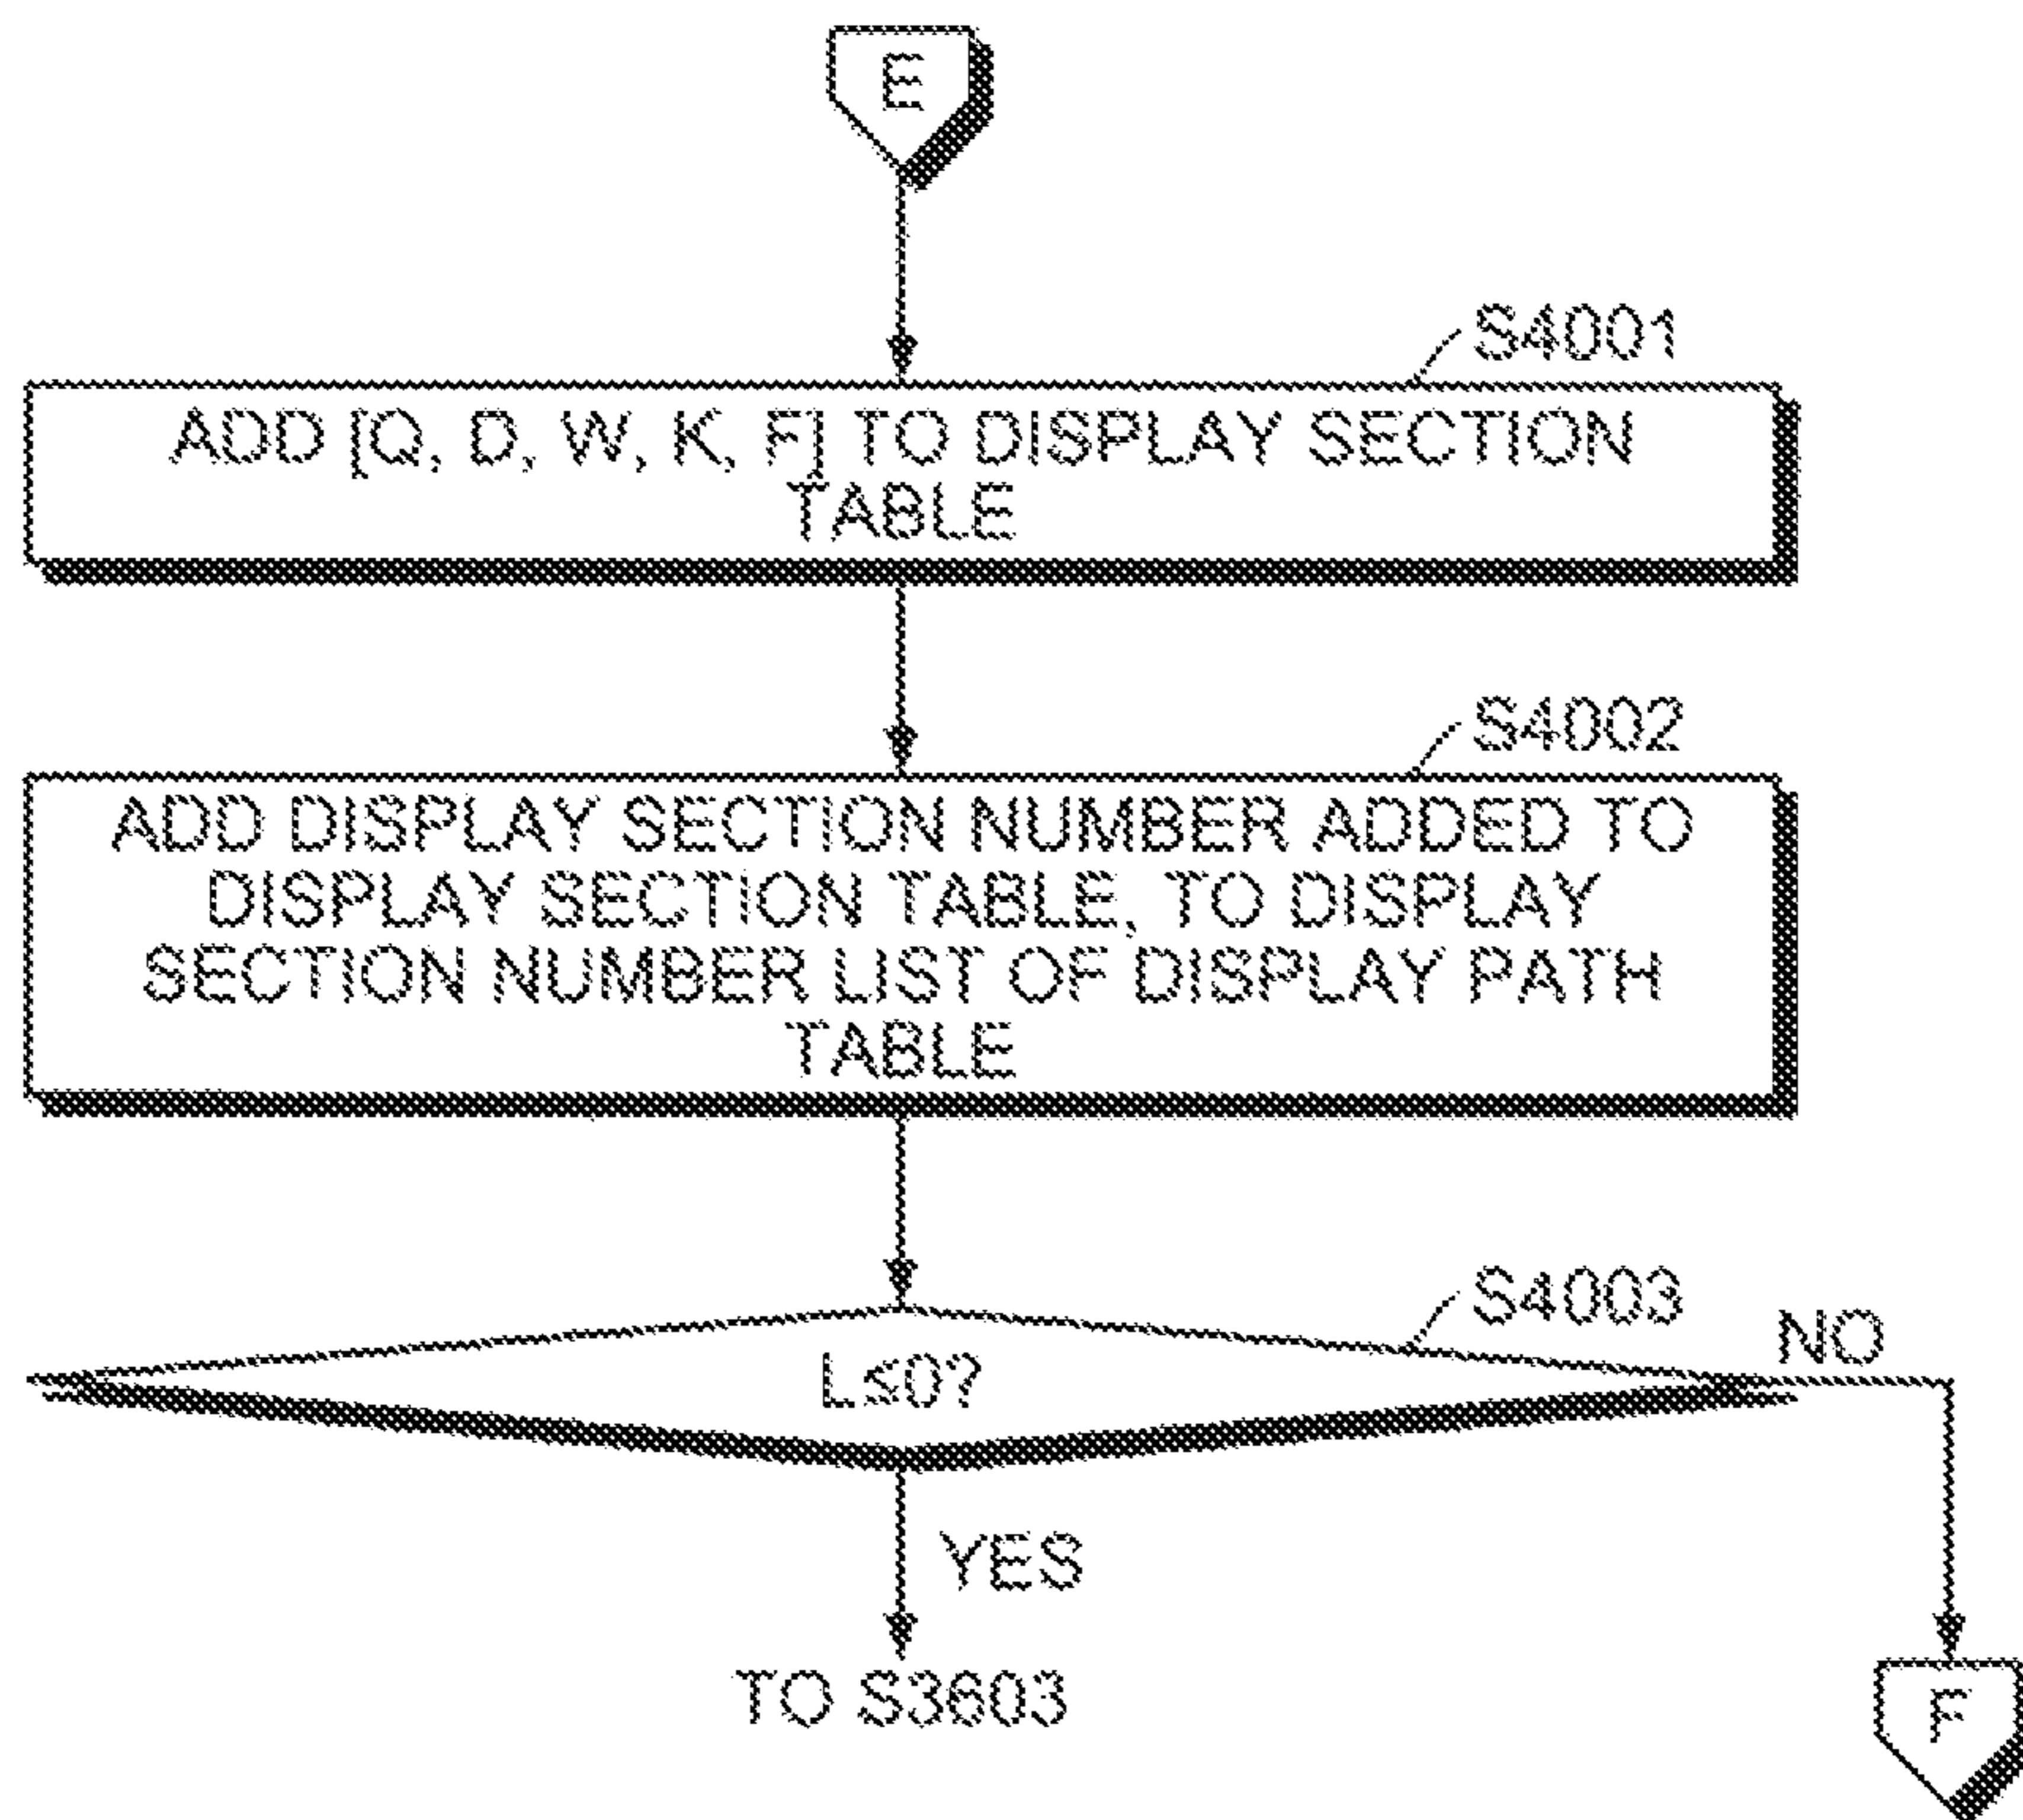 E
S4001
ADD [Q, D, W, K, F] TO DISPLAY SECTION
TABLE
S4002
ADD DISPLAY SECTION NUMBER ADDED TO
DISPLAY SECTION TABLE, TO DISPLAY
SECTION NUMBER LIST OF DISPLAY PATH
TABLE
S4003
L≤0?
NO
YES
TO S3603
F